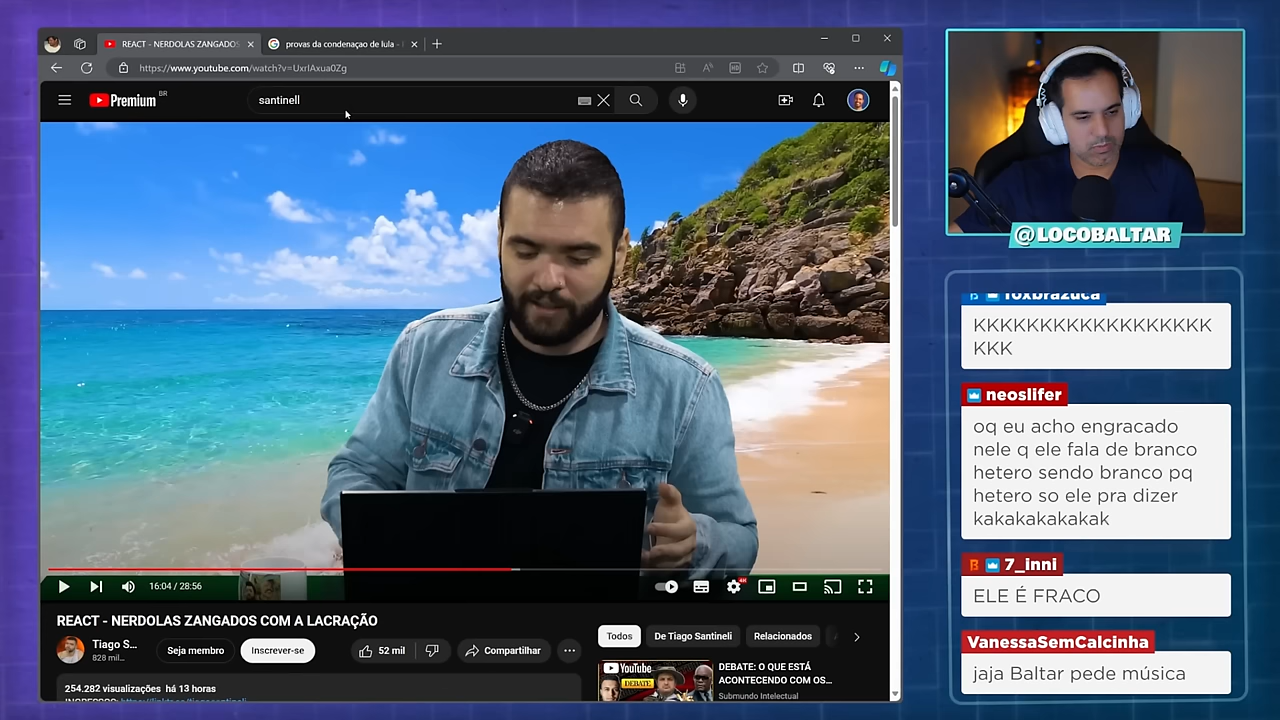 REACT - NERDOLAS ZANGADOS
provas da condenaçao de lula -
https://www.youtube.com/watch?v=UxrlAxua0Zg
Premium BR
santinell
16:04 / 28:56
REACT - NERDOLAS ZANGADOS COM A LACRAÇÃO
Tiago S...
828 mil...
Seja membro
Inscrever-se
52 mil
Compartilhar
254.282 visualizações há 13 horas
Todos
De Tiago Santineli
Relacionados
YouTube
DEBATE
DEBATE: O QUE ESTÁ
ACONTECENDO COM OS...
Submundo Intelectual
@LOCOBALTAR
foxbrazuca
KKKKKKKKKKKKKKKKKK
KKK
neoslifer
oq eu acho engracado
nele q ele fala de branco
hetero sendo branco pq
hetero so ele pra dizer
kakakakakakak
7_inni
ELE É FRACO
VanessaSemCalcinha
jaja Baltar pede música